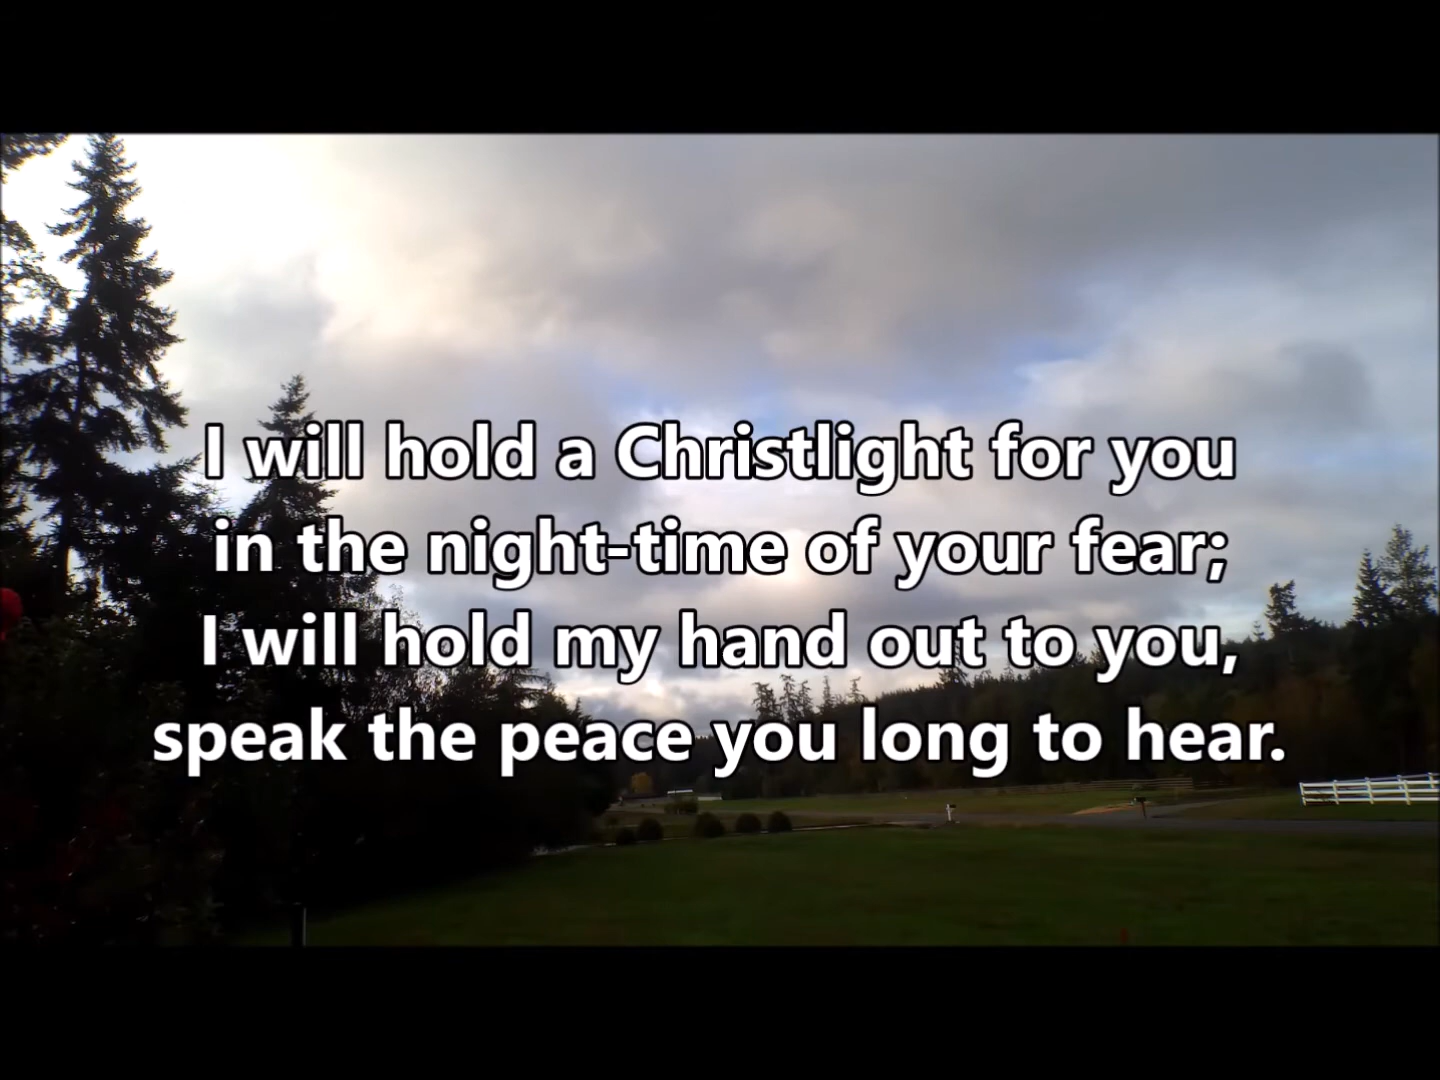 I will hold a Christlight for you
in the night-time of your fear;
I will hold my hand out to you,
speak the peace you long to hear.